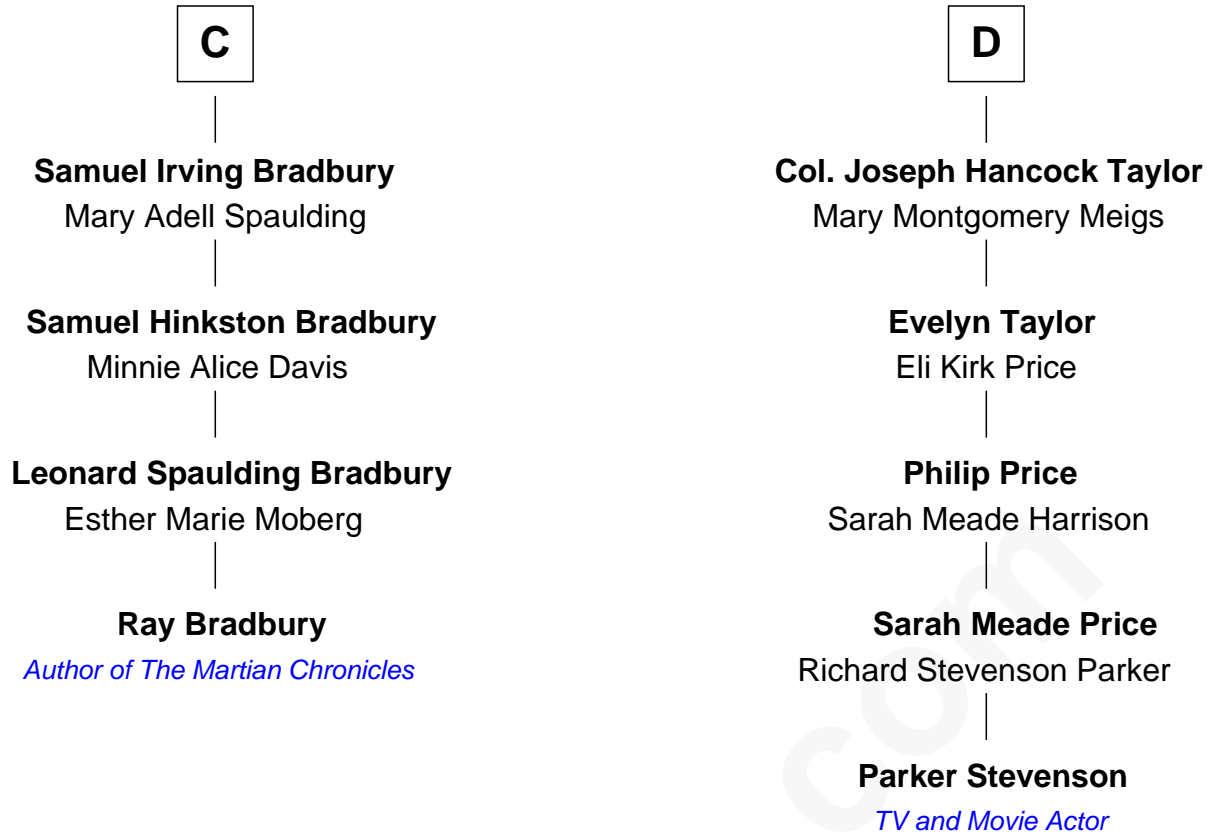 C
Samuel Irving Bradbury
Mary Adell Spaulding
Samuel Hinkston Bradbury
Minnie Alice Davis
Leonard Spaulding Bradbury
Esther Marie Moberg
Ray Bradbury
Author of The Martian Chronicles
D
Col. Joseph Hancock Taylor
Mary Montgomery Meigs
Evelyn Taylor
Eli Kirk Price
Philip Price
Sarah Meade Harrison
Sarah Meade Price
Richard Stevenson Parker
Parker Stevenson
TV and Movie Actor
com